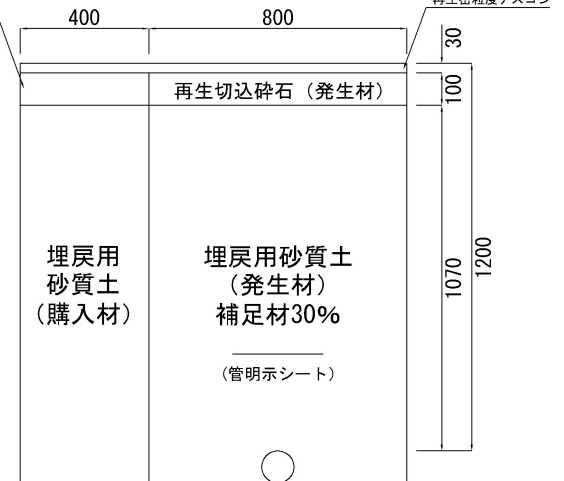 400
800
30
再生切込砕石（発生材）
100
埋戻用
砂質土
（購入材）
埋戻用砂質土
（発生材）
補足材30%
1070
1200
（管明示シート）